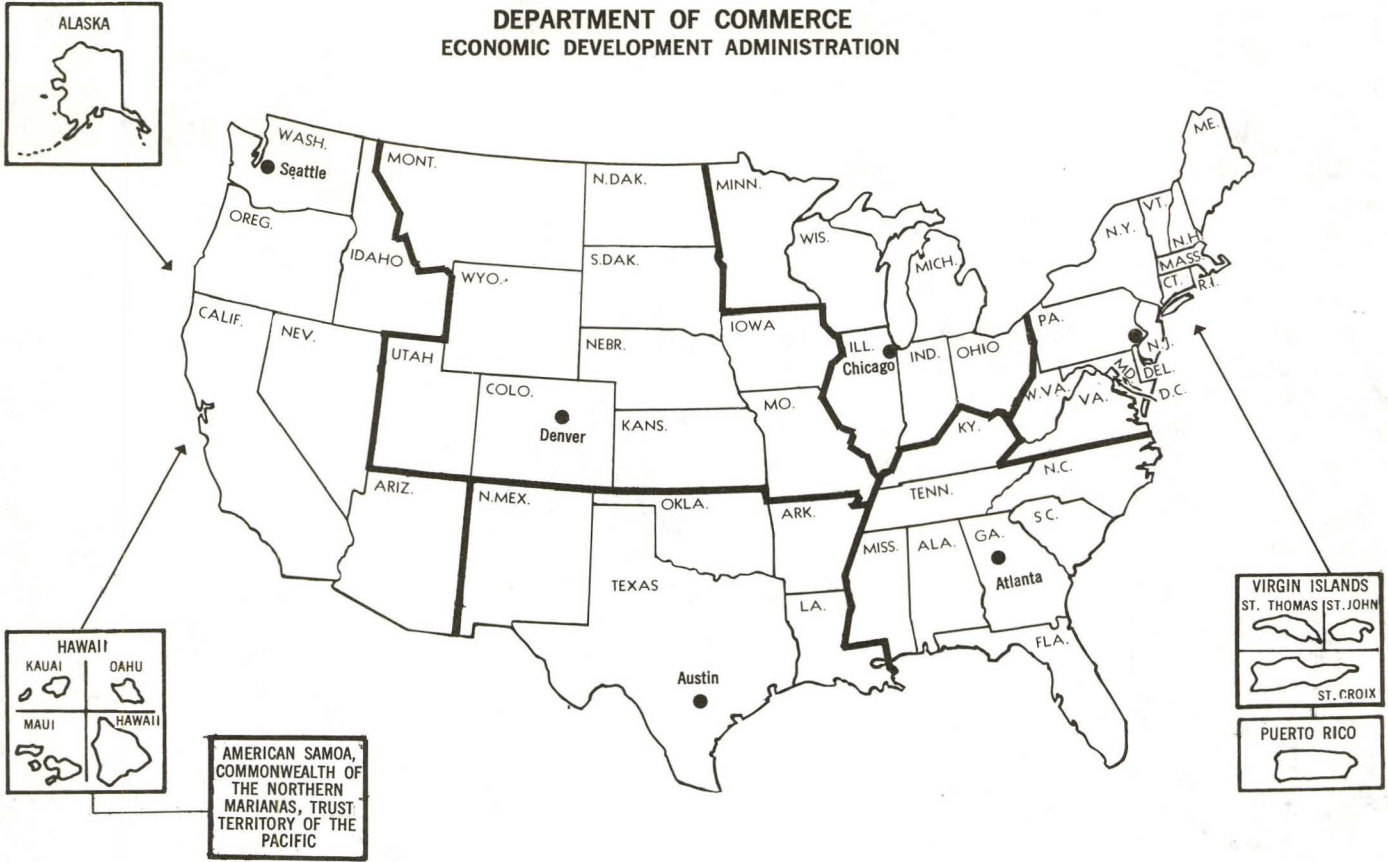 DEPARTMENT OF COMMERCE
ECONOMIC DEVELOPMENT ADMINISTRATION
ALASKA
WASH.
Seattle
OREG.
IDAHO
MONT.
WYO.
N.DAK.
S.DAK.
MINN.
WIS.
MICH.
IOWA
NEBR.
CALIF.
NEV.
UTAH
COLO.
Denver
KANS.
MO.
ILL.
Chicago
IND.
OHIO
KY.
W.VA.
VA.
PA.
N.Y.
VT.
N.H.
ME.
MASS.
CT.
R.I.
N.J.
DEL.
MD.
D.C.
ARIZ.
N.MEX.
OKLA.
ARK.
TENN.
N.C.
S.C.
MISS.
ALA.
GA.
Atlanta
TEXAS
LA.
FLA.
Austin
HAWAII
KAUAI
OAHU
MAUI
HAWAII
AMERICAN SAMOA,
COMMONWEALTH OF
THE NORTHERN
MARIANAS, TRUST
TERRITORY OF THE
PACIFIC
VIRGIN ISLANDS
ST. THOMAS
ST. JOHN
ST. CROIX
PUERTO RICO